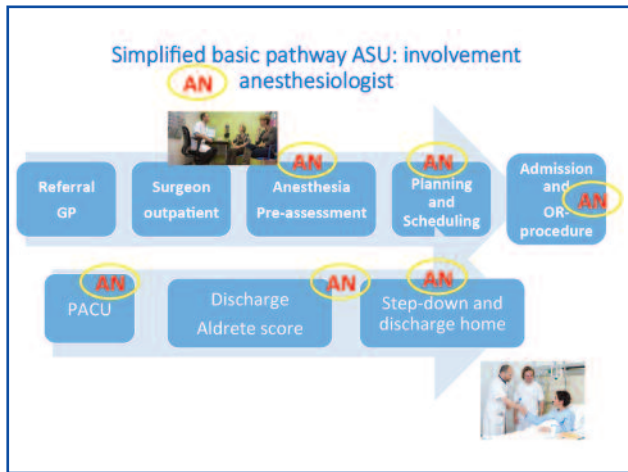 Simplified basic pathway ASU: involvement
AN anesthesiologist
AN
AN
Referral
GP
Surgeon
outpatient
Anesthesia
Pre-assessment
Planning
and
Scheduling
Admission
and
OR-
procedure
AN
AN
PACU
AN
Discharge
Aldrete score
AN
Step-down and
discharge home